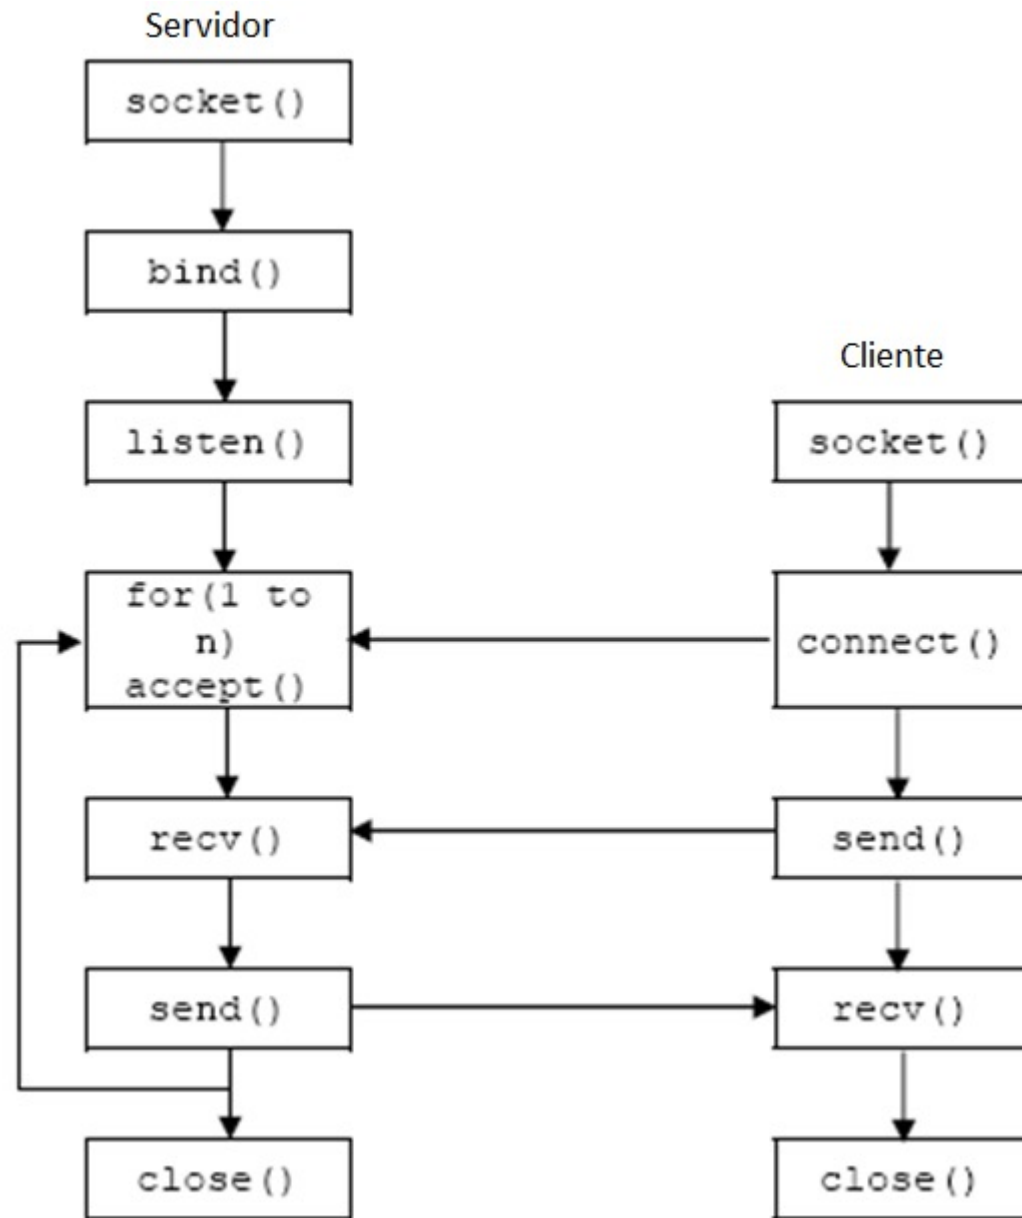 Servidor
socket()
bind()
listen()
for(1 to
n)
accept()
recv()
send()
close()
Cliente
socket()
connect()
send()
recv()
close()